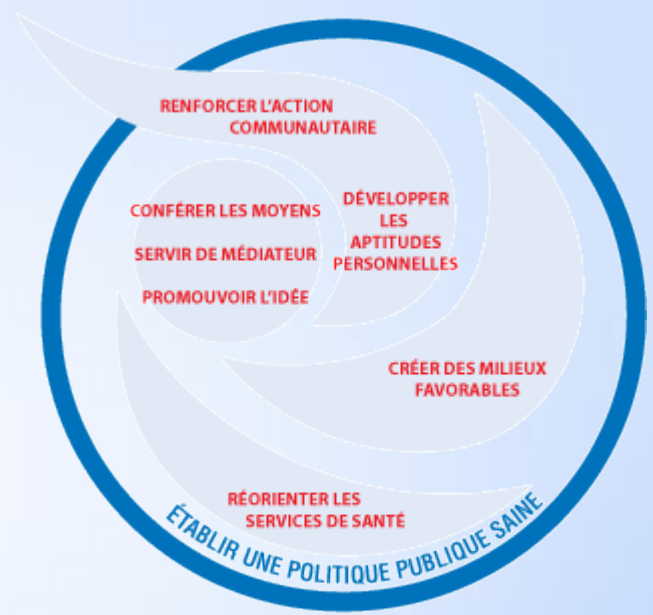 RENFORCER L'ACTION
COMMUNAUTAIRE
CONFÉRER LES MOYENS
SERVIR DE MÉDIATEUR
PROMOUVOIR L'IDÉE
DÉVELOPPER
LES
APTITUDES
PERSONNELLES
CRÉER DES MILIEUX
FAVORABLES
RÉORIENTER LES
SERVICES DE SANTÉ
ÉTABLIR UNE POLITIQUE PUBLIQUE SAINE